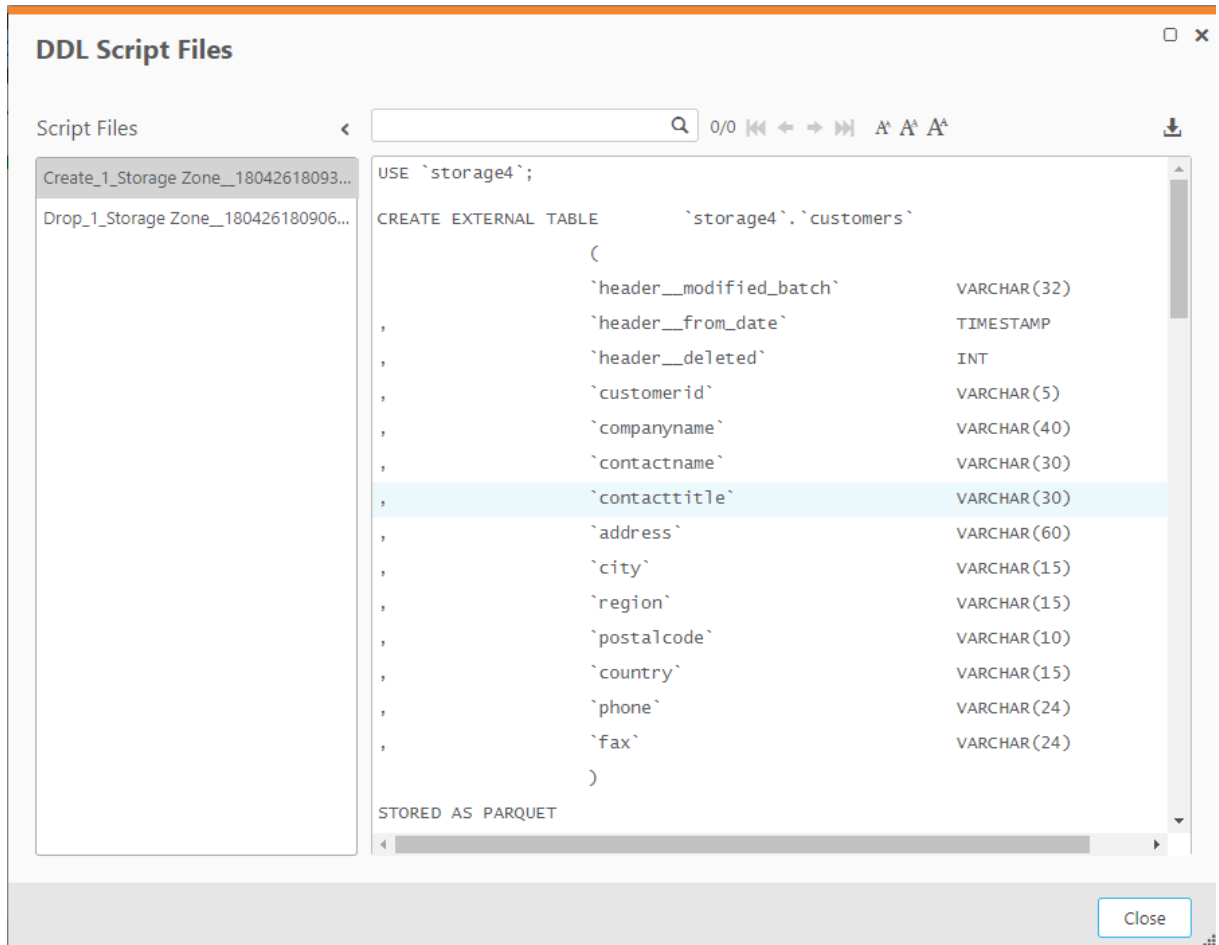 DDL Script Files
Script Files
0/0
A A A
Create_1_Storage Zone__18042618093...
Drop_1_Storage Zone__180426180906...
USE `storage4`;
CREATE EXTERNAL TABLE `storage4`.`customers`
(
`header__modified_batch` VARCHAR(32)
, `header__from_date` TIMESTAMP
, `header__deleted` INT
, `customerid` VARCHAR(5)
, `companyname` VARCHAR(40)
, `contactname` VARCHAR(30)
, `contacttitle` VARCHAR(30)
, `address` VARCHAR(60)
, `city` VARCHAR(15)
, `region` VARCHAR(15)
, `postalcode` VARCHAR(10)
, `country` VARCHAR(15)
, `phone` VARCHAR(24)
, `fax` VARCHAR(24)
)
STORED AS PARQUET
Close